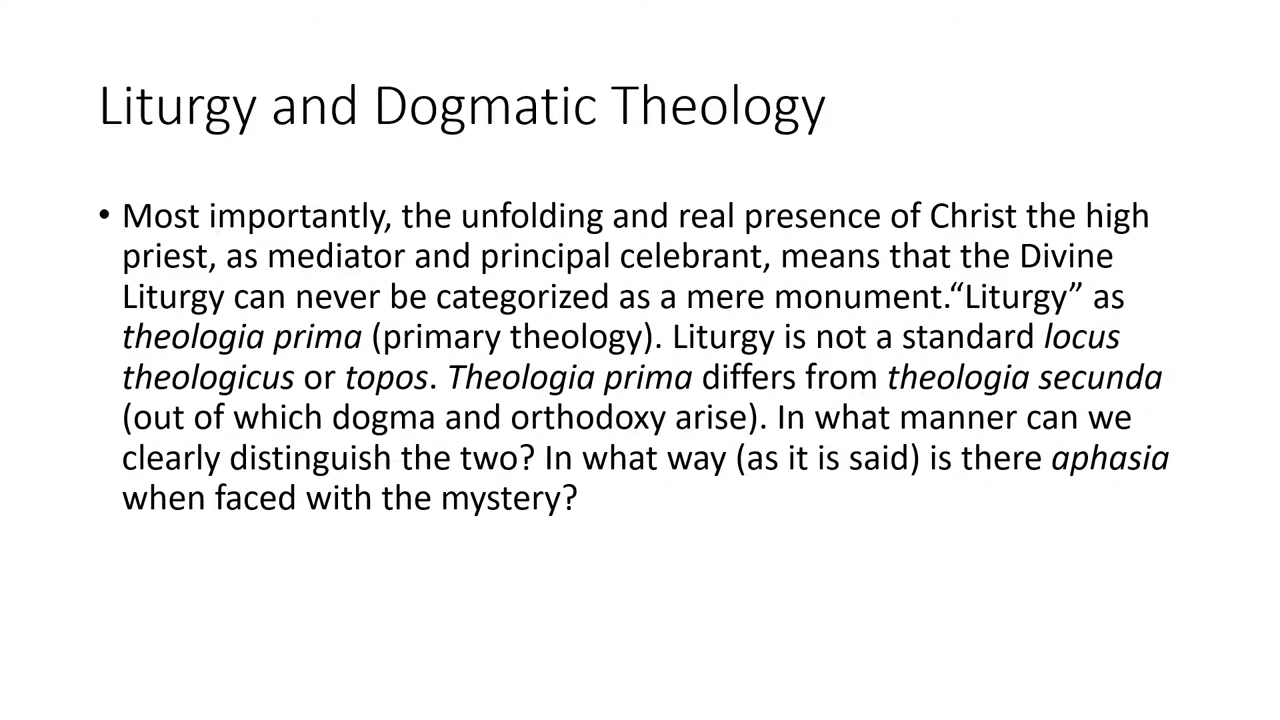 Liturgy and Dogmatic Theology
• Most importantly, the unfolding and real presence of Christ the high
priest, as mediator and principal celebrant, means that the Divine
Liturgy can never be categorized as a mere monument.“Liturgy” as
theologia prima (primary theology). Liturgy is not a standard locus
theologicus or topos. Theologia prima differs from theologia secunda
(out of which dogma and orthodoxy arise). In what manner can we
clearly distinguish the two? In what way (as it is said) is there aphasia
when faced with the mystery?